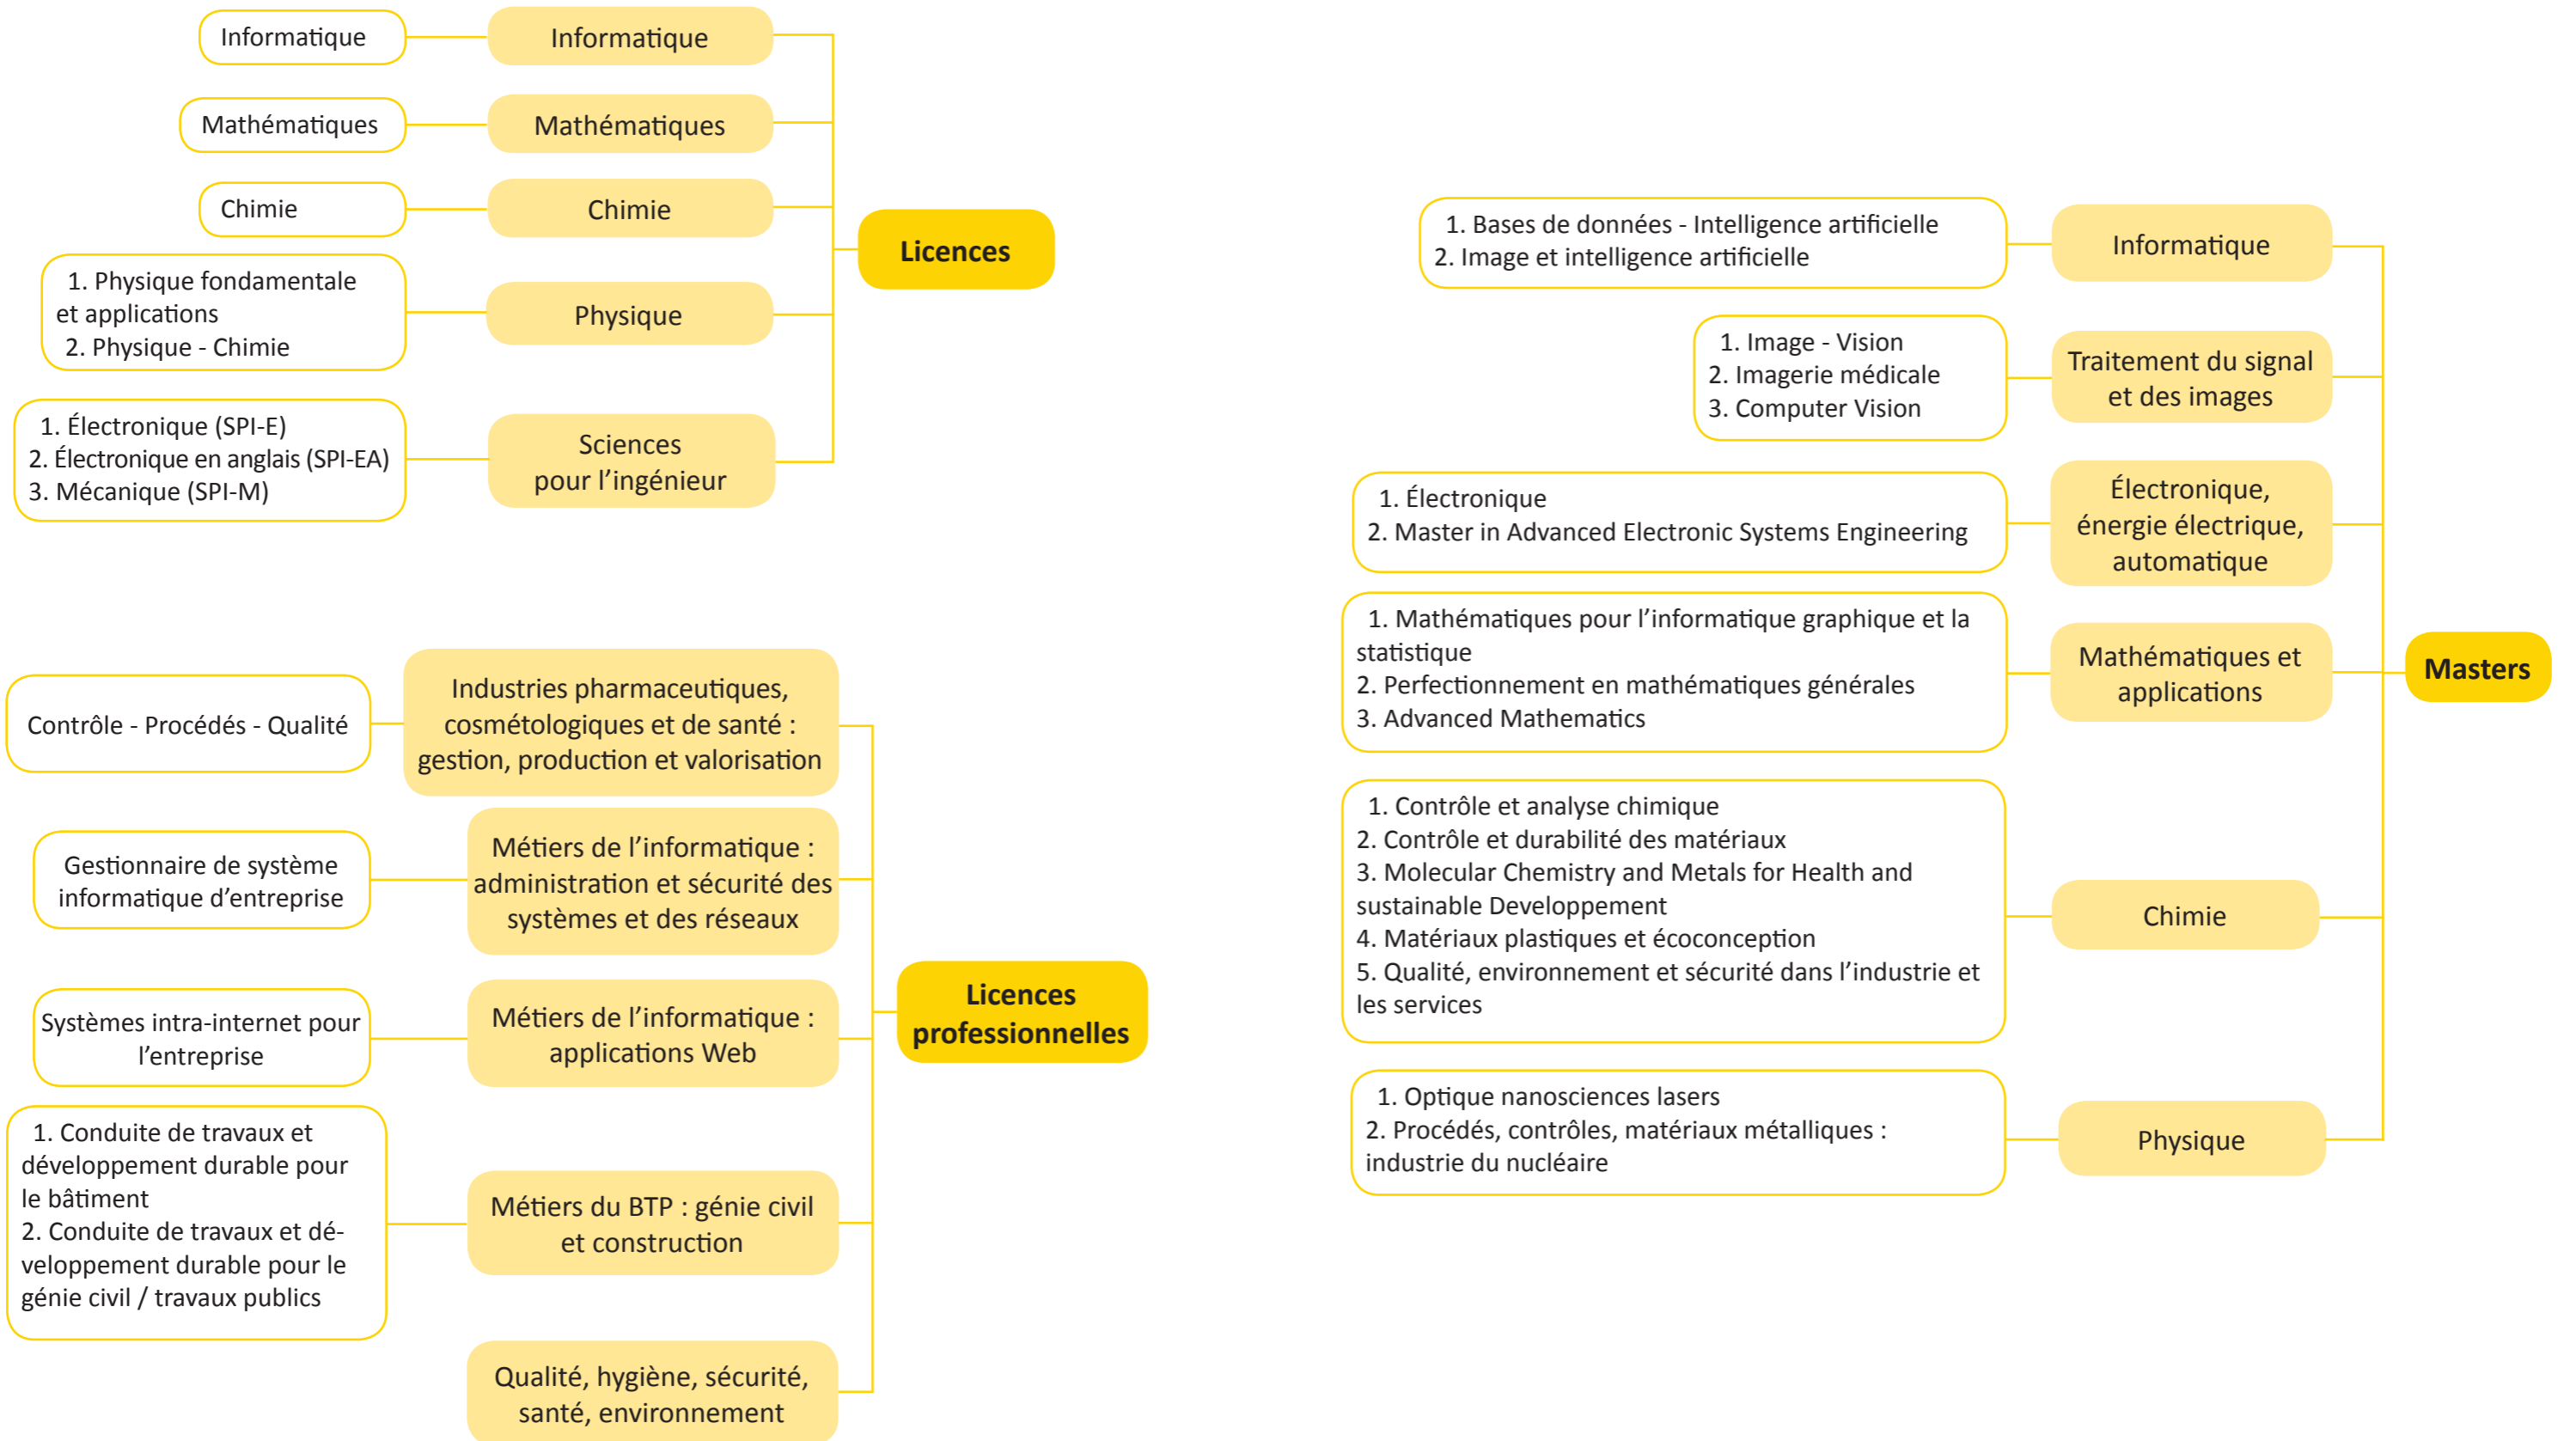 Informatique
Informatique
Mathématiques
Mathématiques
Chimie
Chimie
1. Physique fondamentale
et applications
2. Physique - Chimie
Physique
1. Électronique (SPI-E)
2. Électronique en anglais (SPI-EA)
3. Mécanique (SPI-M)
Sciences
pour l’ingénieur
Licences
Contrôle - Procédés - Qualité
Industries pharmaceutiques,
cosmétologiques et de santé :
gestion, production et valorisation
Gestionnaire de système
informatique d’entreprise
Métiers de l’informatique :
administration et sécurité des
systèmes et des réseaux
Systèmes intra-internet pour
l’entreprise
Métiers de l’informatique :
applications Web
1. Conduite de travaux et
développement durable pour
le bâtiment
2. Conduite de travaux et dé-
veloppement durable pour le
génie civil / travaux publics
Métiers du BTP : génie civil
et construction
Qualité, hygiène, sécurité,
santé, environnement
Licences
professionnelles
1. Bases de données - Intelligence artificielle
2. Image et intelligence artificielle
Informatique
1. Image - Vision
2. Imagerie médicale
3. Computer Vision
Traitement du signal
et des images
1. Électronique
2. Master in Advanced Electronic Systems Engineering
Électronique,
énergie électrique,
automatique
1. Mathématiques pour l’informatique graphique et la
statistique
2. Perfectionnement en mathématiques générales
3. Advanced Mathematics
Mathématiques et
applications
1. Contrôle et analyse chimique
2. Contrôle et durabilité des matériaux
3. Molecular Chemistry and Metals for Health and
sustainable Developpement
4. Matériaux plastiques et écoconception
5. Qualité, environnement et sécurité dans l’industrie et
les services
Chimie
1. Optique nanosciences lasers
2. Procédés, contrôles, matériaux métalliques :
industrie du nucléaire
Physique
Masters